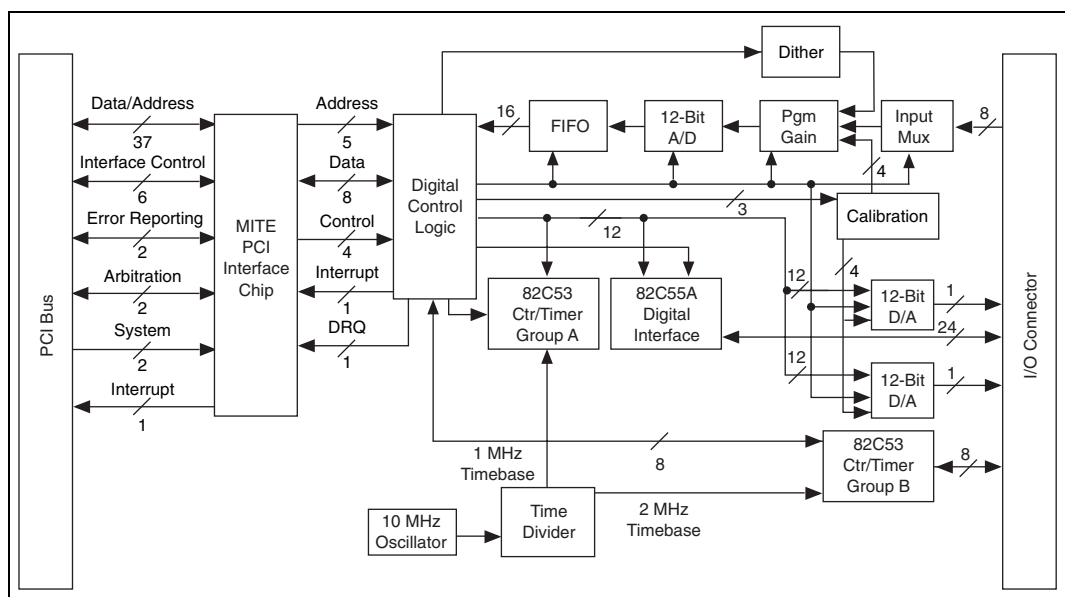 PCI Bus
Data/Address
37
Interface Control
6
Error Reporting
2
Arbitration
2
System
2
Interrupt
1
MITE
PCI
Interface
Chip
Address
5
Data
8
Control
4
Interrupt
1
DRQ
1
Digital
Control
Logic
Dither
16
FIFO
12-Bit
A/D
Pgm
Gain
Input
Mux
8
4
3
Calibration
12
4
82C53
Ctr/Timer
Group A
82C55A
Digital
Interface
12
12-Bit
D/A
1
24
12
12-Bit
D/A
1
8
82C53
Ctr/Timer
Group B
8
1 MHz
Timebase
10 MHz
Oscillator
Time
Divider
2 MHz
Timebase
I/O Connector